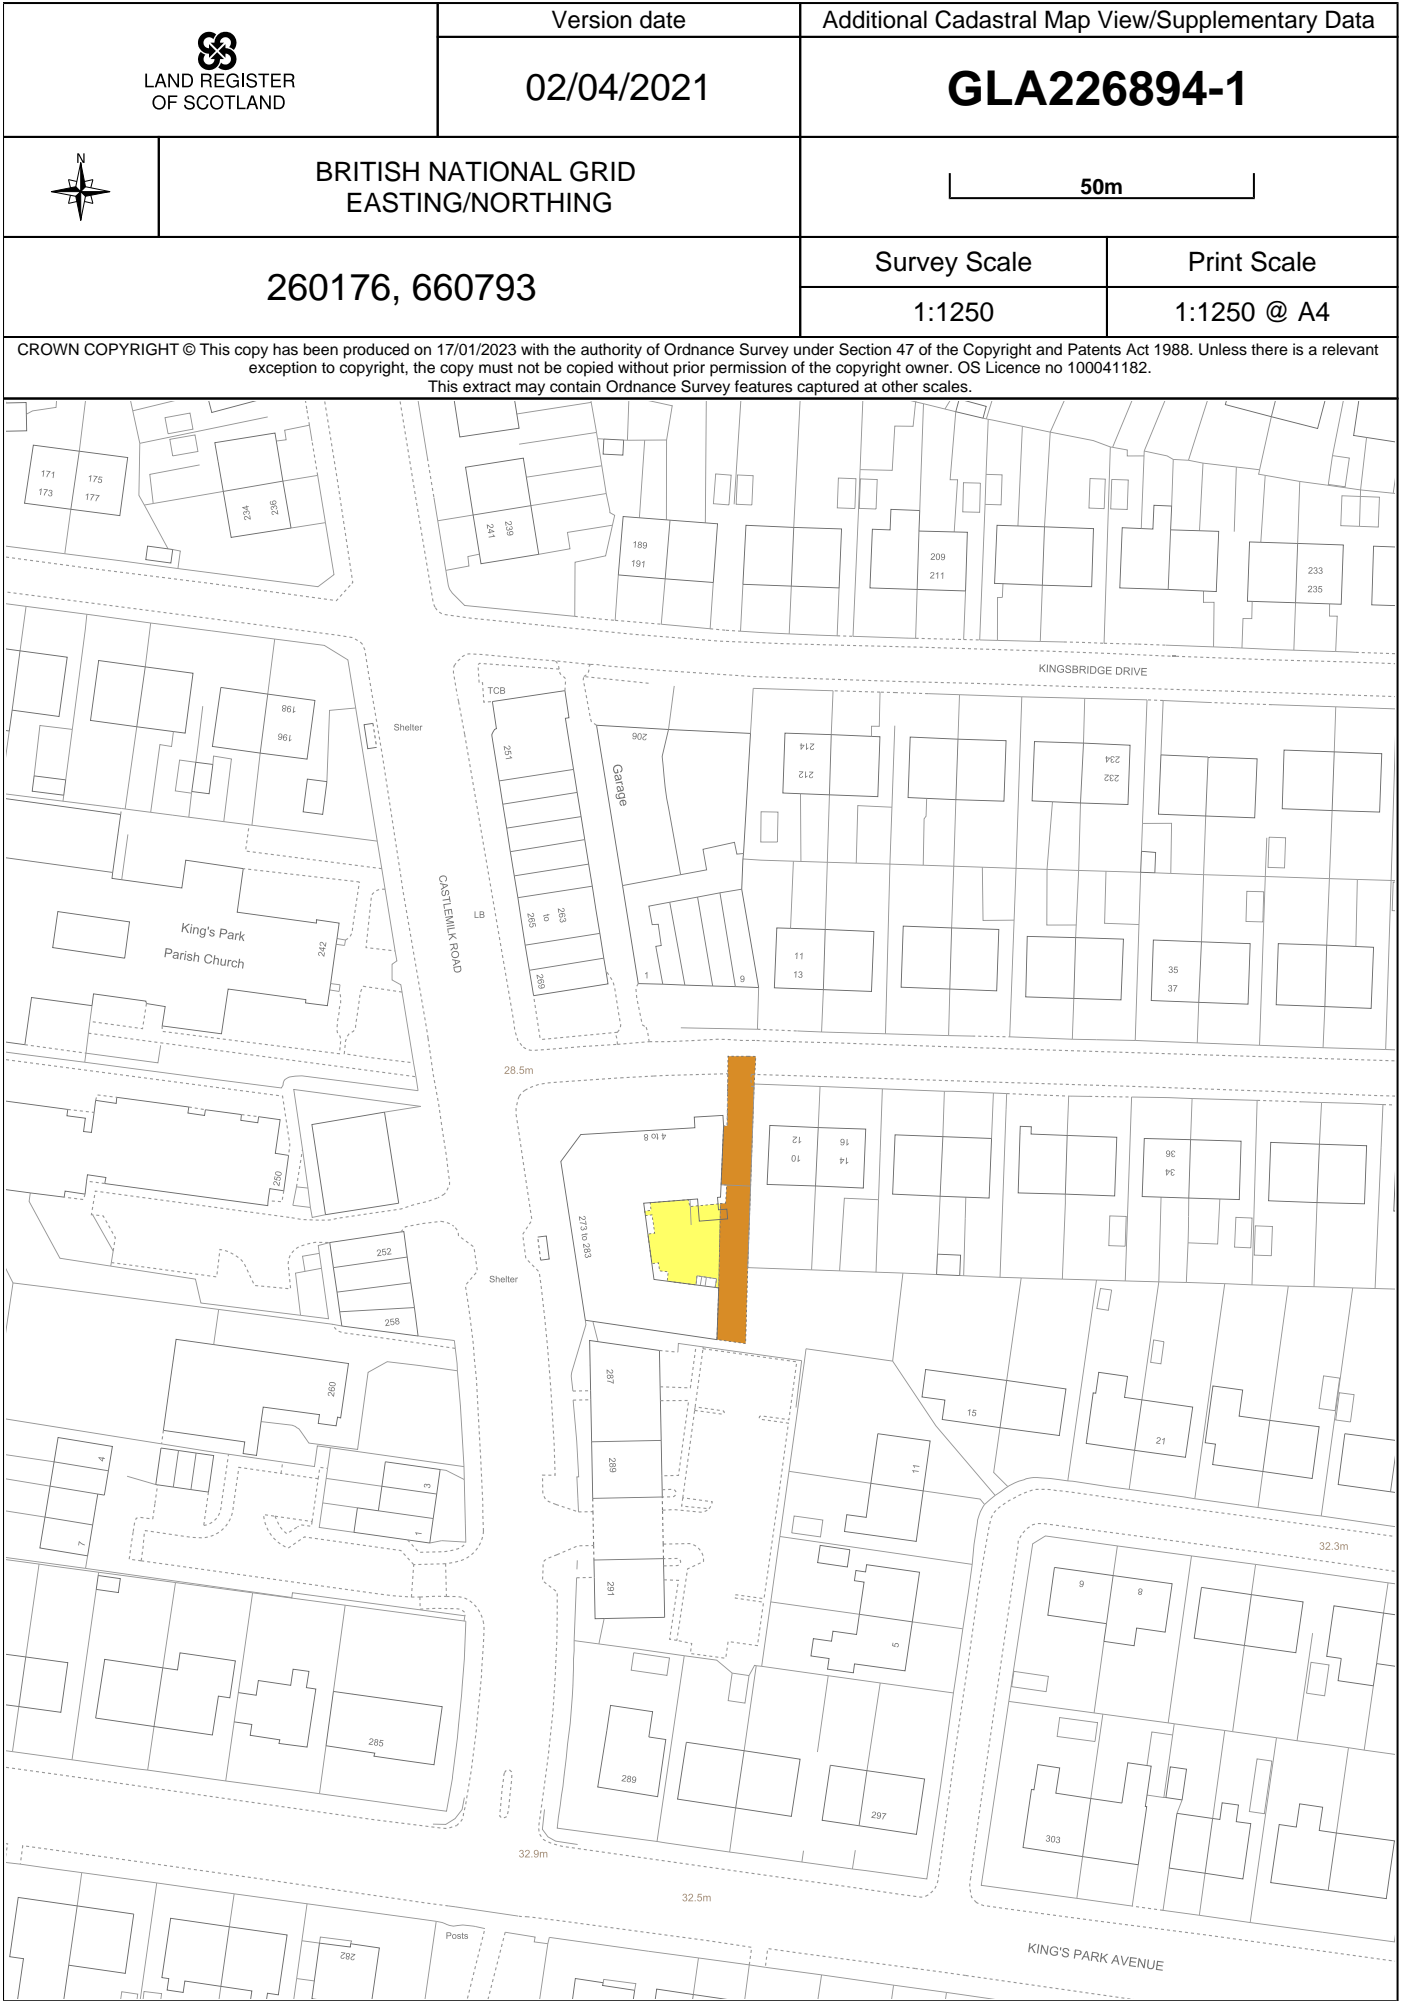 LAND REGISTER
OF SCOTLAND
Version date
02/04/2021
Additional Cadastral Map View/Supplementary Data
GLA226894-1
N
BRITISH NATIONAL GRID
EASTING/NORTHING
50m
260176, 660793
Survey Scale
Print Scale
1:1250
1:1250 @ A4
CROWN COPYRIGHT © This copy has been produced on 17/01/2023 with the authority of Ordnance Survey under Section 47 of the Copyright and Patents Act 1988. Unless there is a relevant
exception to copyright, the copy must not be copied without prior permission of the copyright owner. OS Licence no 100041182.
This extract may contain Ordnance Survey features captured at other scales.
171
173
175
177
234
236
241
239
189
191
209
211
233
235
KINGSBRIDGE DRIVE
198
196
Shelter
TCB
251
206
Garage
214
212
234
232
CASTLEMILK ROAD
LB
265
to
263
269
King's Park
Parish Church
242
1
9
11
13
35
37
28.5m
4 to 8
12
10
16
14
36
34
250
273 to 283
252
258
Shelter
260
287
289
291
15
21
11
4
7
3
1
5
32.3m
9
8
285
289
297
303
32.9m
32.5m
Posts
282
KING'S PARK AVENUE